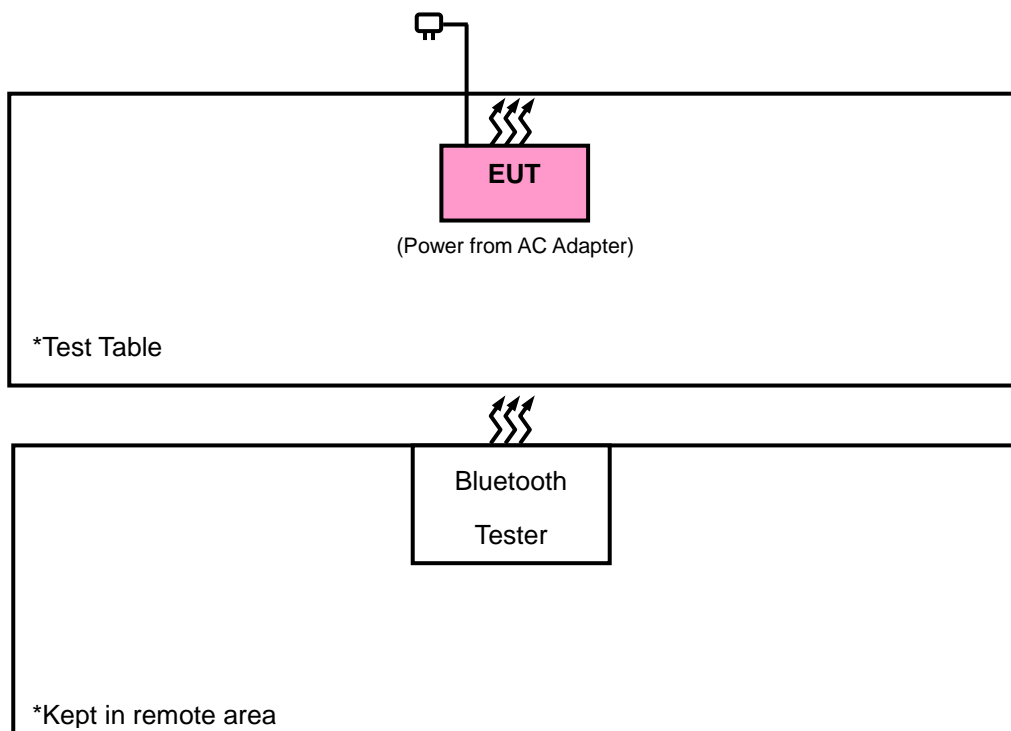 EUT
(Power from AC Adapter)
*Test Table
Bluetooth
Tester
*Kept in remote area